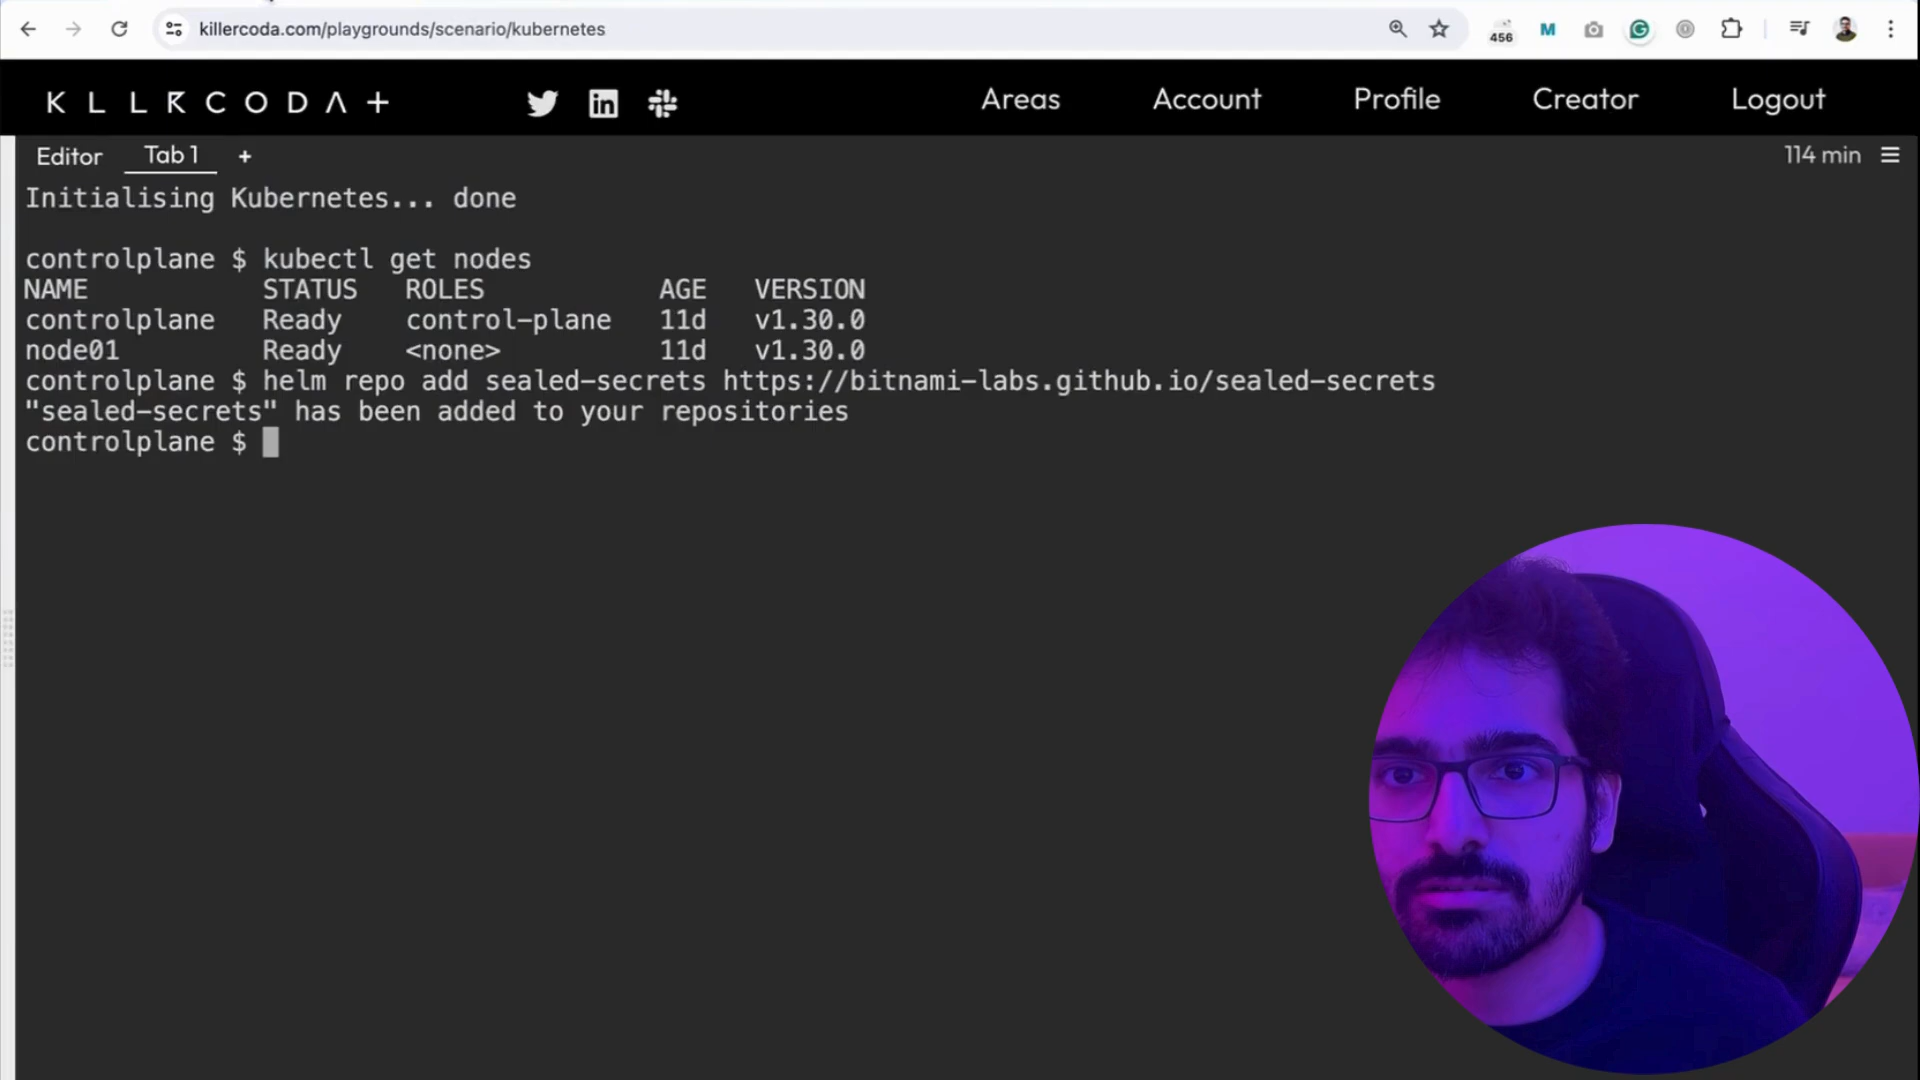 killercoda.com/playgrounds/scenario/kubernetes
456
M
KLLRCODA+
Areas
Account
Profile
Creator
Logout
Editor
Tab 1
+
114 min
Initialising Kubernetes... done
controlplane $ kubectl get nodes
NAME STATUS ROLES AGE VERSION
controlplane Ready control-plane 11d v1.30.0
node01 Ready <none> 11d v1.30.0
controlplane $ helm repo add sealed-secrets https://bitnami-labs.github.io/sealed-secrets
"sealed-secrets" has been added to your repositories
controlplane $